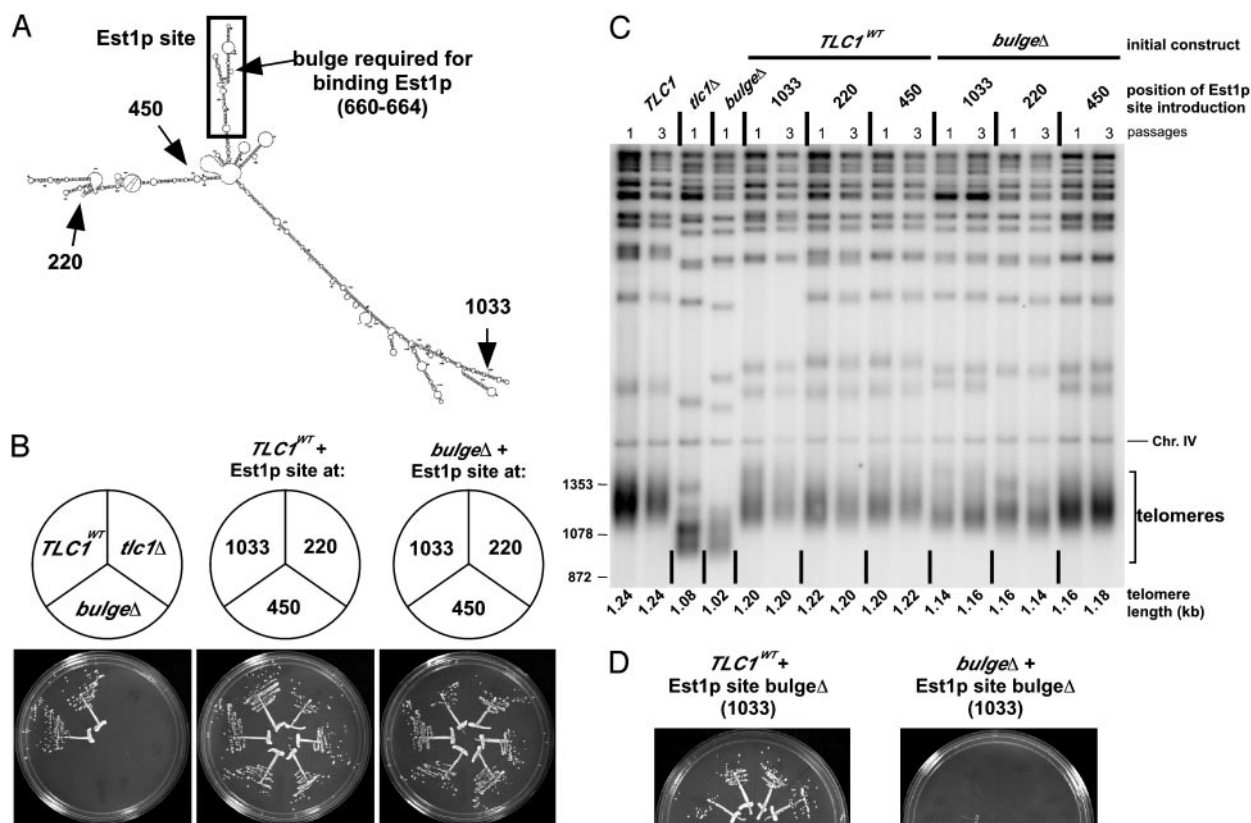 A
Est1p site
bulge required for
binding Est1p
(660-664)
450
220
1033
B
TLC1WT +
Est1p site at:
bulgeΔ +
Est1p site at:
TLC1WT
tlc1Δ
bulgeΔ
1033
220
450
1033
220
450
C
TLC1WT
bulgeΔ
initial construct
TLC1
tlc1Δ
bulgeΔ
1033
220
450
1033
220
450
position of Est1p
site introduction
1 3 1 1 1 3 1 3 1 3 1 3 1 3 1 3
passages
Chr. IV
1353
1078
872
telomeres
1.24 1.24 1.08 1.02 1.20 1.20 1.22 1.20 1.20 1.22 1.14 1.16 1.16 1.14 1.16 1.18
telomere
length (kb)
D
TLC1WT +
Est1p site bulgeΔ
(1033)
bulgeΔ +
Est1p site bulgeΔ
(1033)